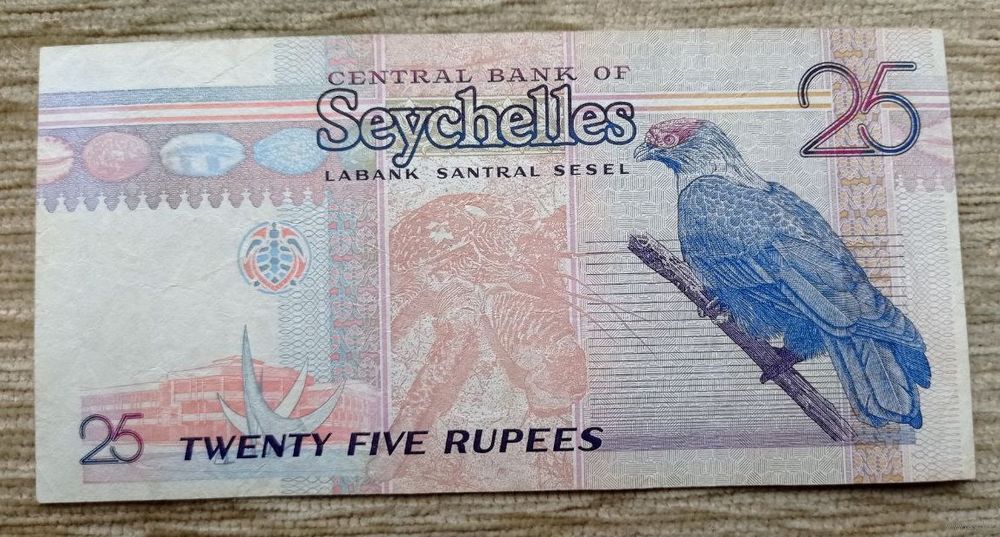 CENTRAL BANK OF
Seychelles
LABANK SANTRAL SESEL
25
25
TWENTY FIVE RUPEES